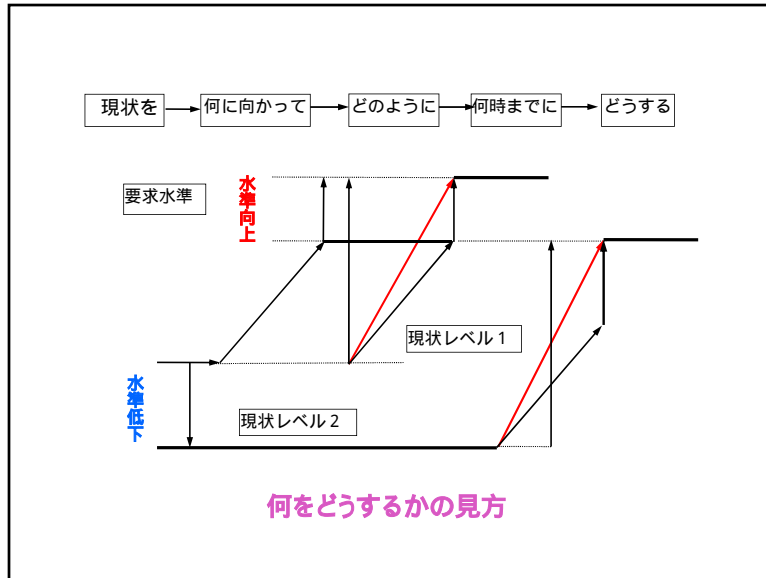 現状を
何に向かって
どのように
何時までに
どうする
要求水準
水準向上
現状レベル１
水準低下
現状レベル２
何をどうするかの見方